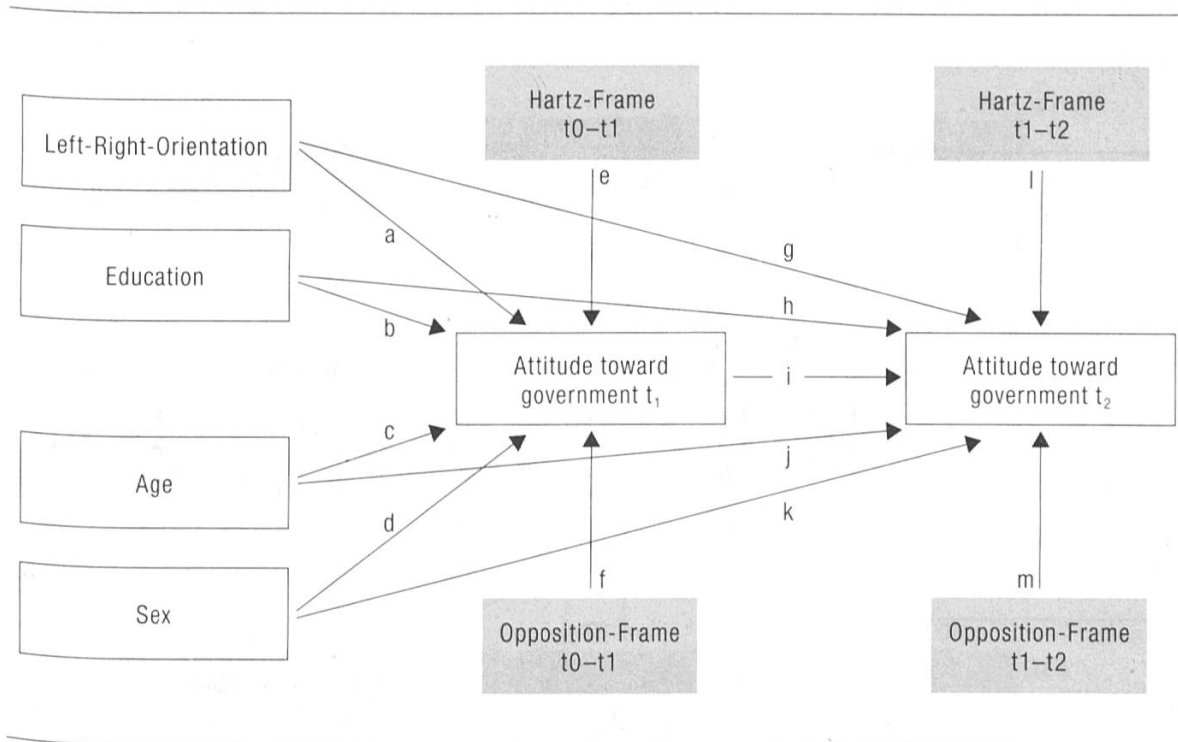 Hartz-Frame
t0–t1
Hartz-Frame
t1–t2
Left-Right-Orientation
e
l
a
g
Education
h
b
Attitude toward
government t₁
i
Attitude toward
government t₂
c
j
Age
d
k
f
m
Sex
Opposition-Frame
t0–t1
Opposition-Frame
t1–t2